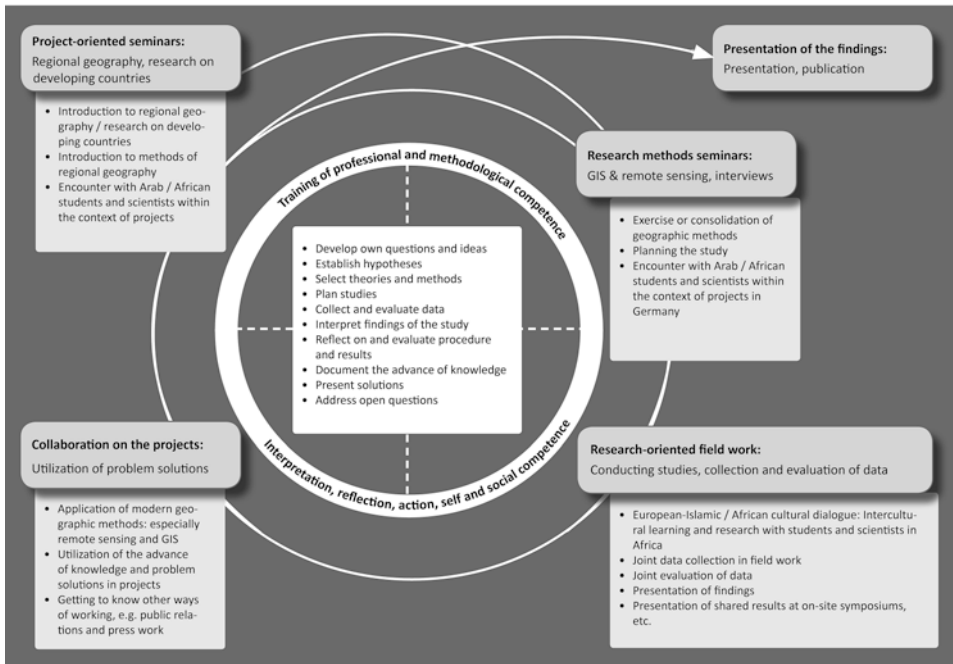 Project-oriented seminars:
Regional geography, research on
developing countries
• Introduction to regional geo-
graphy / research on develo-
ping countries
• Introduction to methods of
regional geography
• Encounter with Arab / African
students and scientists within
the context of projects
Presentation of the findings:
Presentation, publication
Research methods seminars:
GIS & remote sensing, interviews
• Exercise or consolidation of
geographic methods
• Planning the study
• Encounter with Arab / African
students and scientists within
the context of projects in
Germany
Training of professional and methodological competence
• Develop own questions and ideas
• Establish hypotheses
• Select theories and methods
• Plan studies
• Collect and evaluate data
• Interpret findings of the study
• Reflect on and evaluate procedure
and results
• Document the advance of knowledge
• Present solutions
• Address open questions
Interpretation, reflection, action, self and social competence
Collaboration on the projects:
Utilization of problem solutions
• Application of modern geo-
graphic methods: especially
remote sensing and GIS
• Utilization of the advance
of knowledge and problem
solutions in projects
• Getting to know other ways
of working, e.g. public rela-
tions and press work
Research-oriented field work:
Conducting studies, collection and evaluation of data
• European-Islamic / African cultural dialogue: Intercultu-
ral learning and research with students and scientists in
Africa
• Joint data collection in field work
• Joint evaluation of data
• Presentation of findings
• Presentation of shared results at on-site symposiums,
etc.